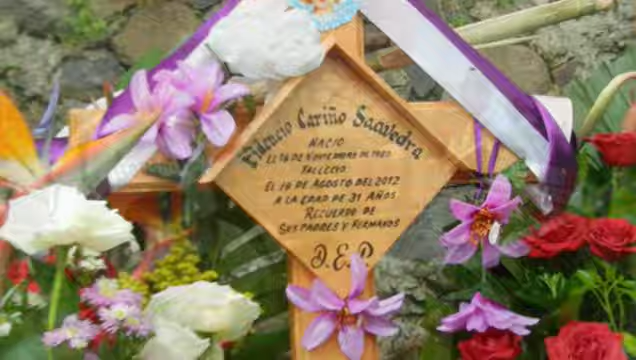 Fidencio Cariño Saavedra
NACIO
EL 16 DE NOVIEMBRE DE
FALLECIO
EL 19 DE AGOSTO DEL 2012
A LA EDAD DE 31 AÑOS
RECUERDO DE
SUS PADRES Y HERMANOS
D.E.P